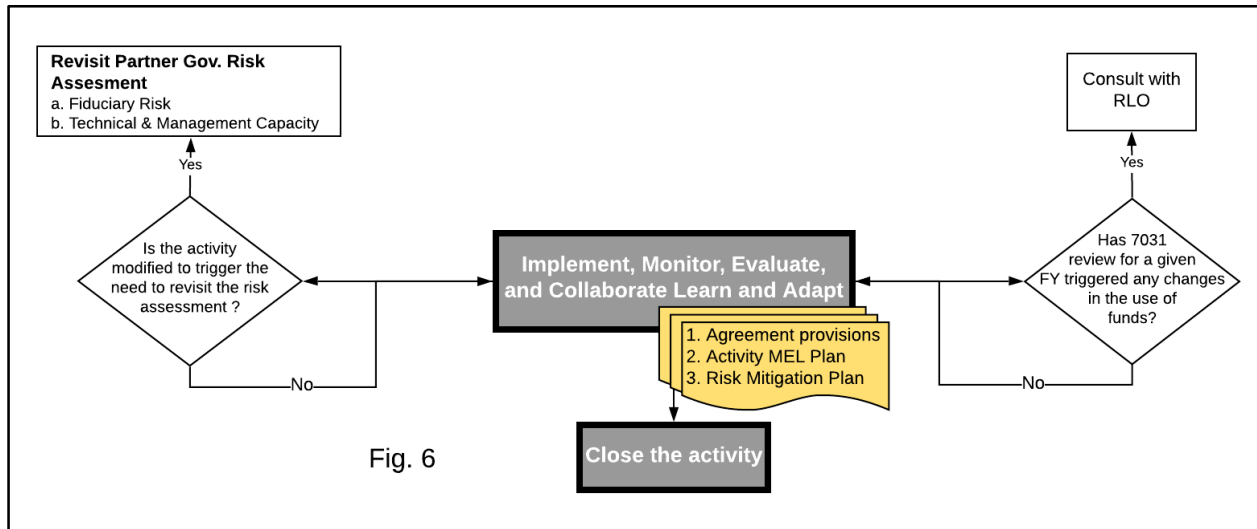 Revisit Partner Gov. Risk
Assesment
a. Fiduciary Risk
b. Technical & Management Capacity
Yes
Is the activity
modified to trigger the
need to revisit the risk
assessment ?
No
Implement, Monitor, Evaluate,
and Collaborate Learn and Adapt
1. Agreement provisions
2. Activity MEL Plan
3. Risk Mitigation Plan
Close the activity
Consult with
RLO
Yes
Has 7031
review for a given
FY triggered any changes
in the use of
funds?
No
Fig. 6